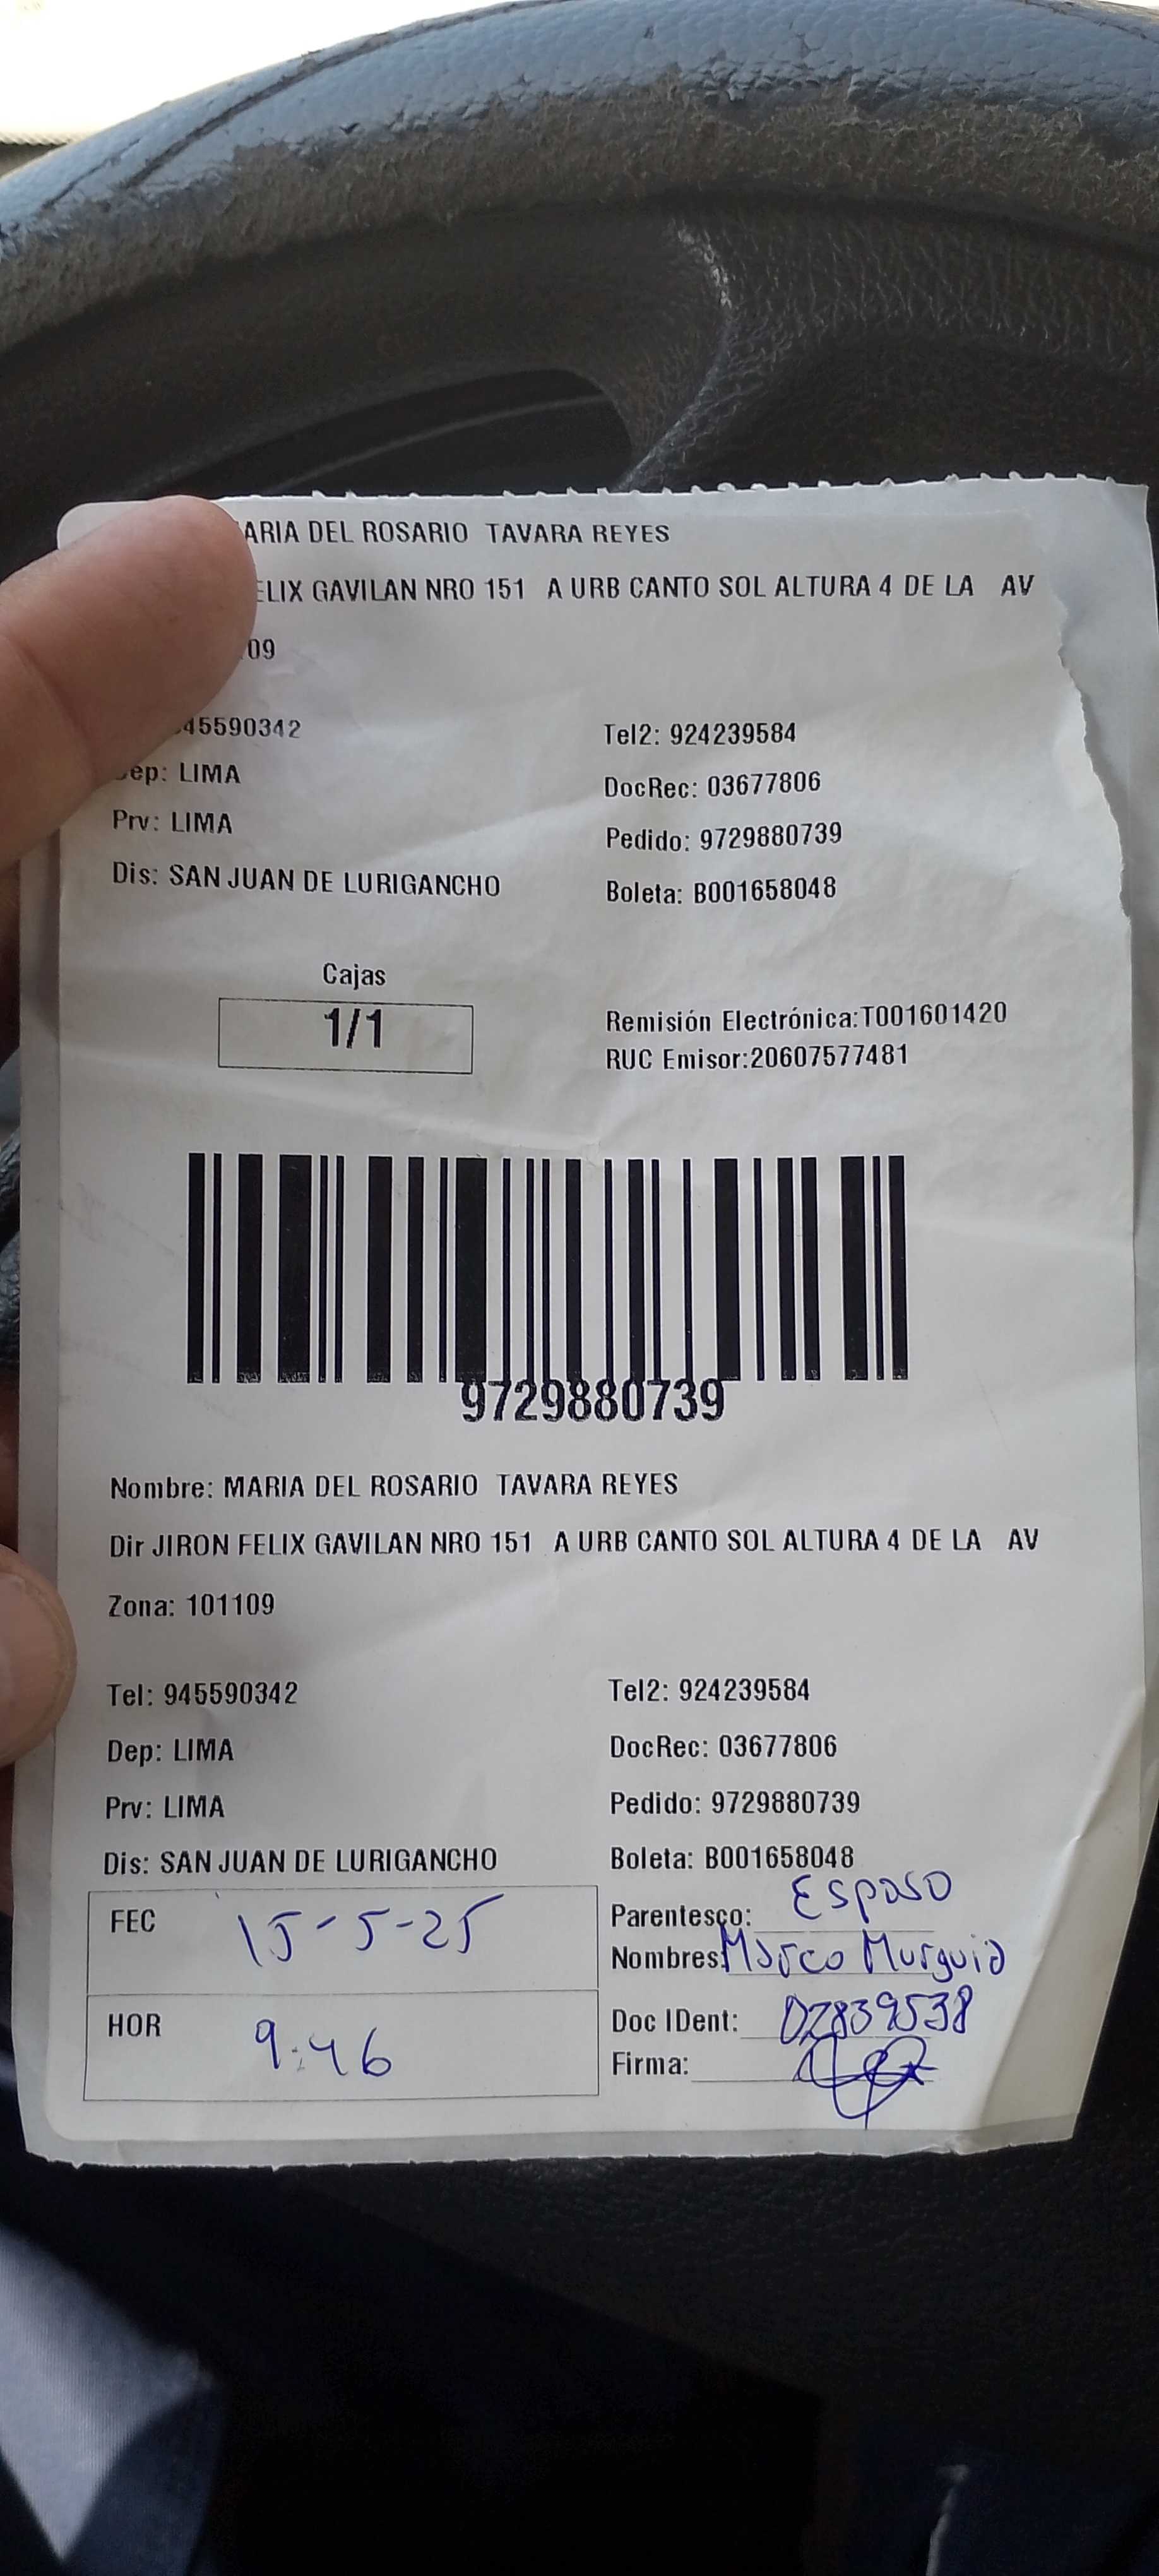 ARIA DEL ROSARIO TAVARA REYES
ELIX GAVILAN NRO 151 A URB CANTO SOL ALTURA 4 DE LA AV
09
45590342 Tel2: 924239584
ep: LIMA DocRec: 03677806
Prv: LIMA Pedido: 9729880739
Dis: SAN JUAN DE LURIGANCHO Boleta: B001658048
Cajas
1/1
Remisión Electrónica:T001601420
RUC Emisor:20607577481
9729880739
Nombre: MARIA DEL ROSARIO TAVARA REYES
Dir JIRON FELIX GAVILAN NRO 151 A URB CANTO SOL ALTURA 4 DE LA AV
Zona: 101109
Tel: 945590342 Tel2: 924239584
Dep: LIMA DocRec: 03677806
Prv: LIMA Pedido: 9729880739
Dis: SAN JUAN DE LURIGANCHO Boleta: B001658048
FEC 15-5-25 Parentesco: Esposo
Nombres: Marco Murguia
HOR 9:46 Doc IDent: 07839538
Firma: